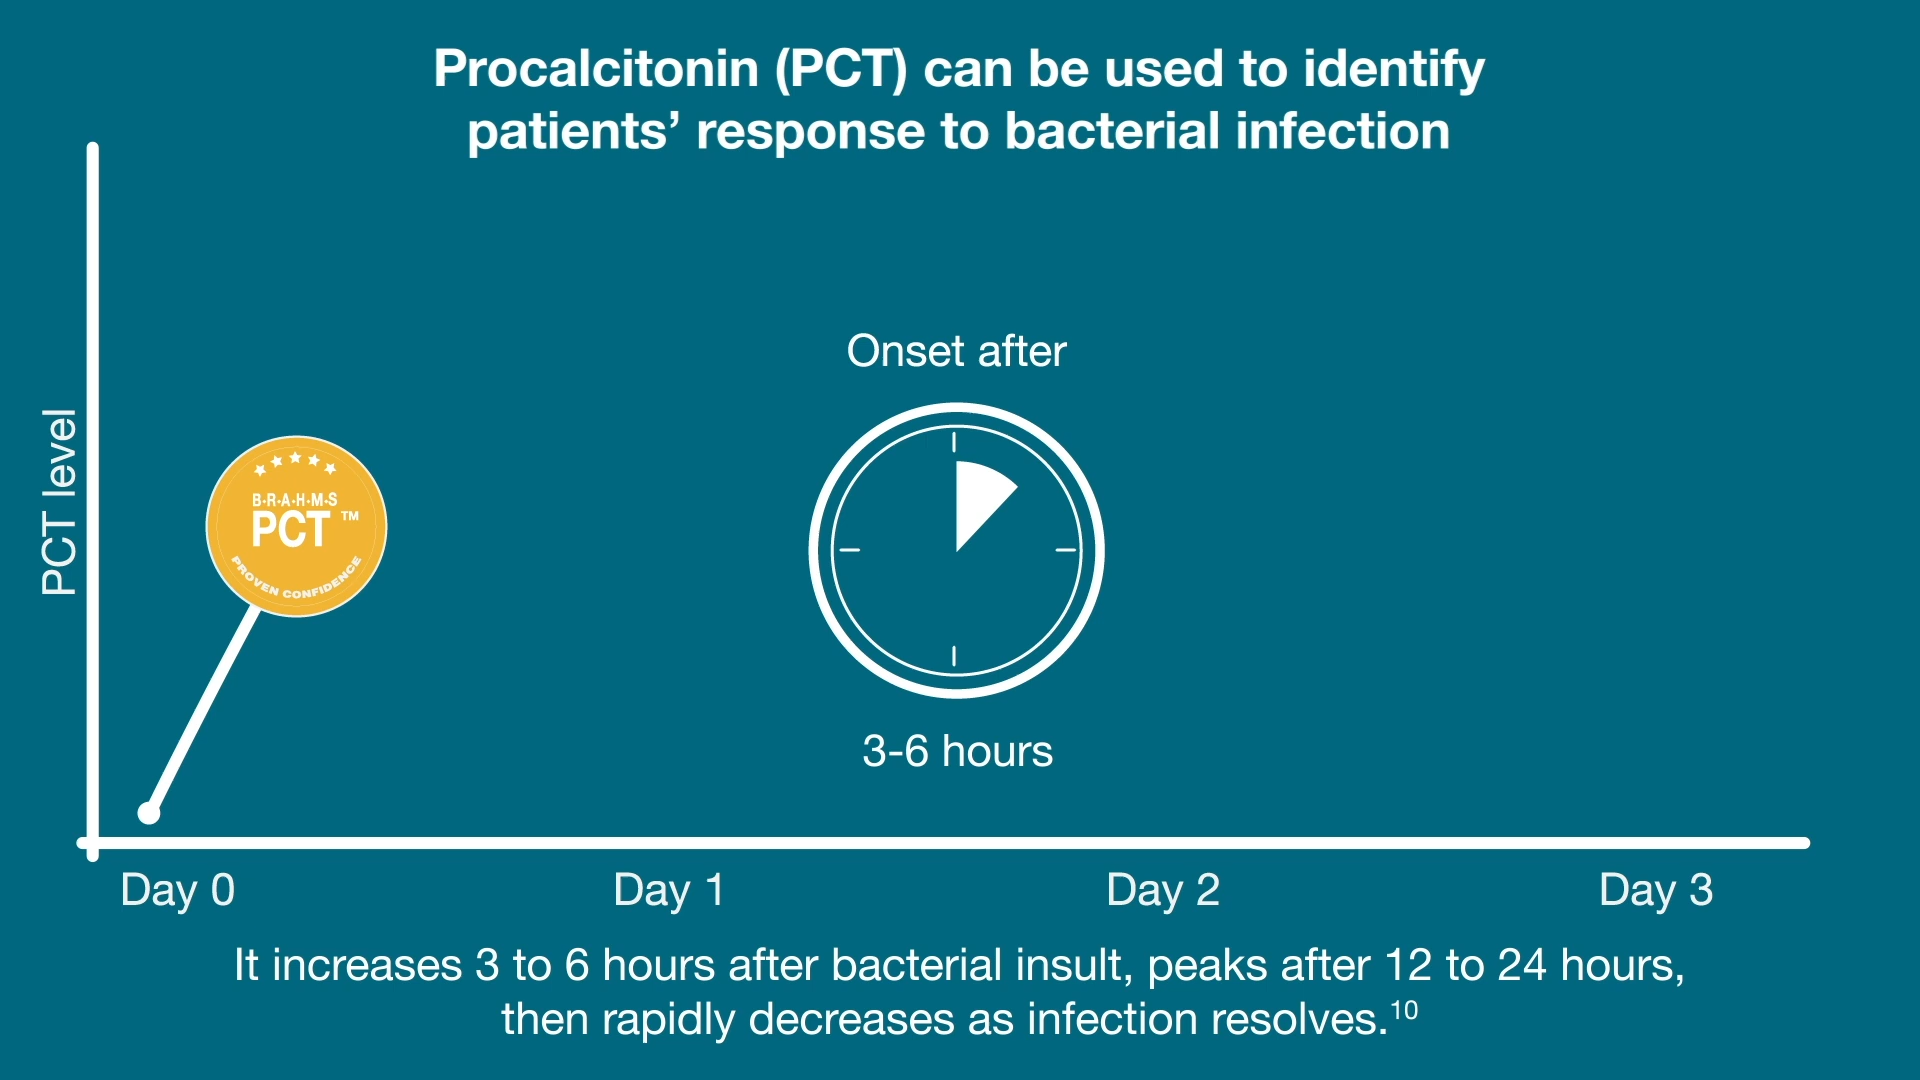 Procalcitonin (PCT) can be used to identify
patients’ response to bacterial infection
PCT level
B·R·A·H·M·S
PCT ™
PROVEN CONFIDENCE
Onset after
3-6 hours
Day 0 Day 1 Day 2 Day 3
It increases 3 to 6 hours after bacterial insult, peaks after 12 to 24 hours,
then rapidly decreases as infection resolves.¹⁰